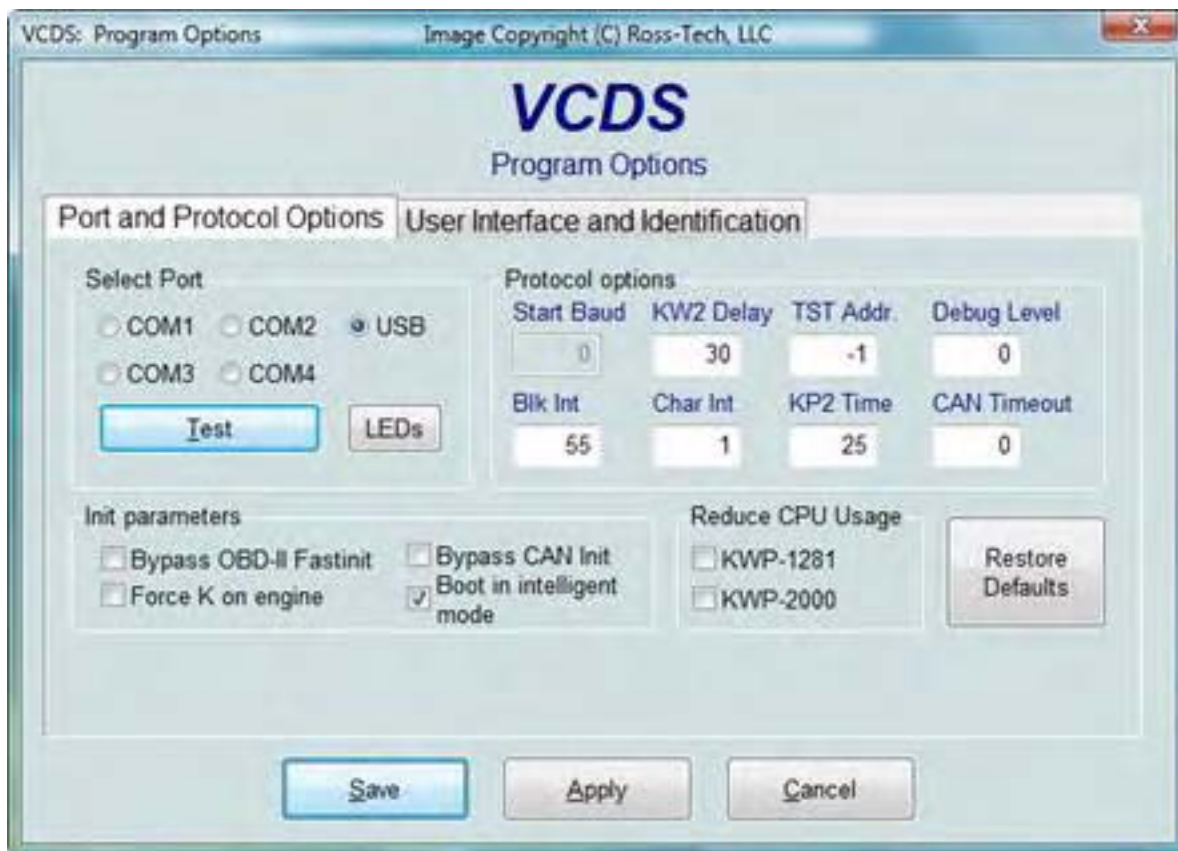 VCDS: Program Options
Image Copyright (C) Ross-Tech, LLC
VCDS
Program Options
Port and Protocol Options
User Interface and Identification
Select Port
COM1
COM2
USB
COM3
COM4
Test
LEDs
Protocol options
Start Baud
KW2 Delay
TST Addr.
Debug Level
0
30
-1
0
Blk Int
Char Int
KP2 Time
CAN Timeout
55
1
25
0
Init parameters
Bypass OBD-II Fastinit
Force K on engine
Bypass CAN Init
Boot in intelligent
mode
Reduce CPU Usage
KWP-1281
KWP-2000
Restore
Defaults
Save
Apply
Cancel